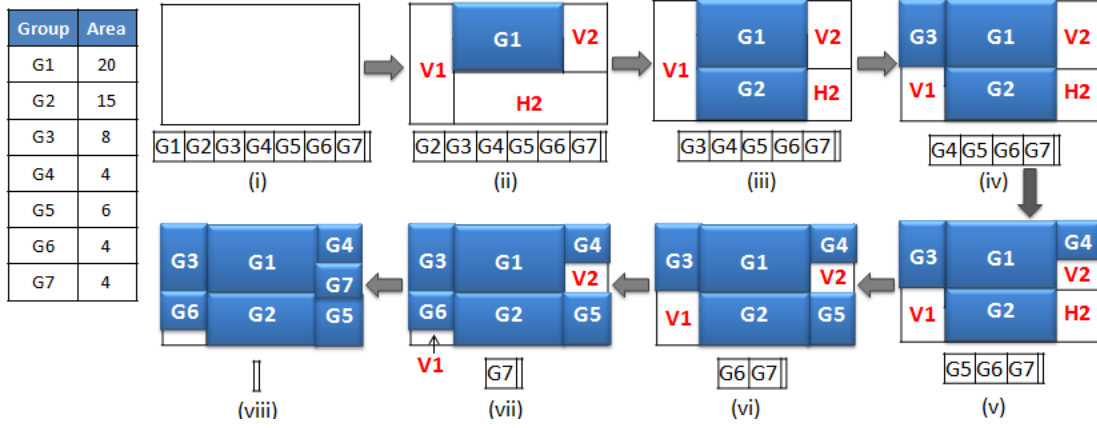 Group Area
G1 20
G2 15
G3 8
G4 4
G5 6
G6 4
G7 4
G1 G2 G3 G4 G5 G6 G7
(i)
G1 V2
V1
H2
G2 G3 G4 G5 G6 G7
(ii)
G1 V2
V1
G2 H2
G3 G4 G5 G6 G7
(iii)
G3 G1 V2
V1 G2 H2
G4 G5 G6 G7
(iv)
G4
G3 G1
V2
V1 G2 H2
G5 G6 G7
(v)
G4
G3 G1
V2
V1 G2 G5
G6 G7
(vi)
G4
G3 G1
V2
G6 G2 G5
V1
G7
(vii)
G4
G3 G1
G7
G6 G2 G5
(viii)